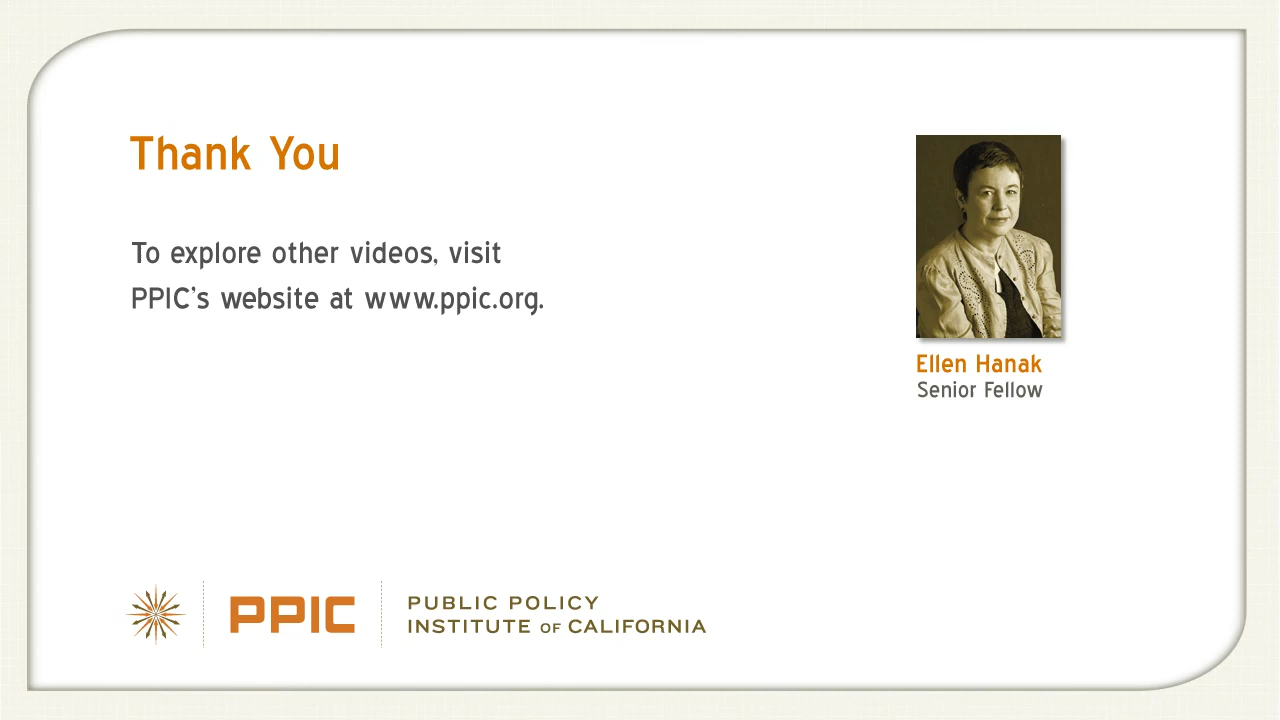 Thank You
To explore other videos, visit
PPIC's website at www.ppic.org.
Ellen Hanak
Senior Fellow
PPIC
PUBLIC POLICY
INSTITUTE OF CALIFORNIA